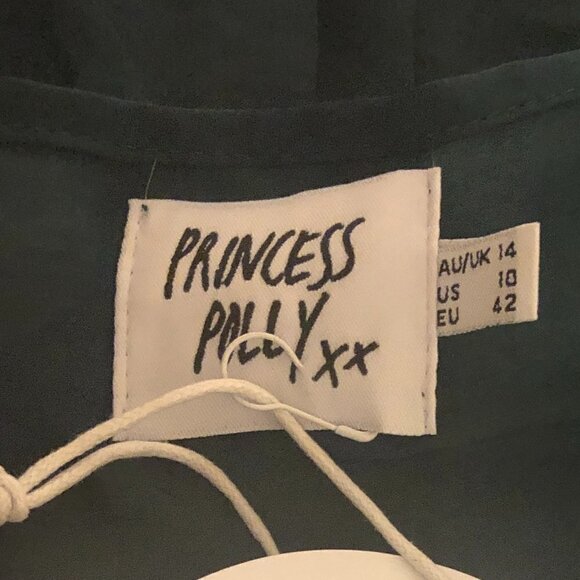 PRINCESS
POLLY xx
AU/UK 14
US 10
EU 42